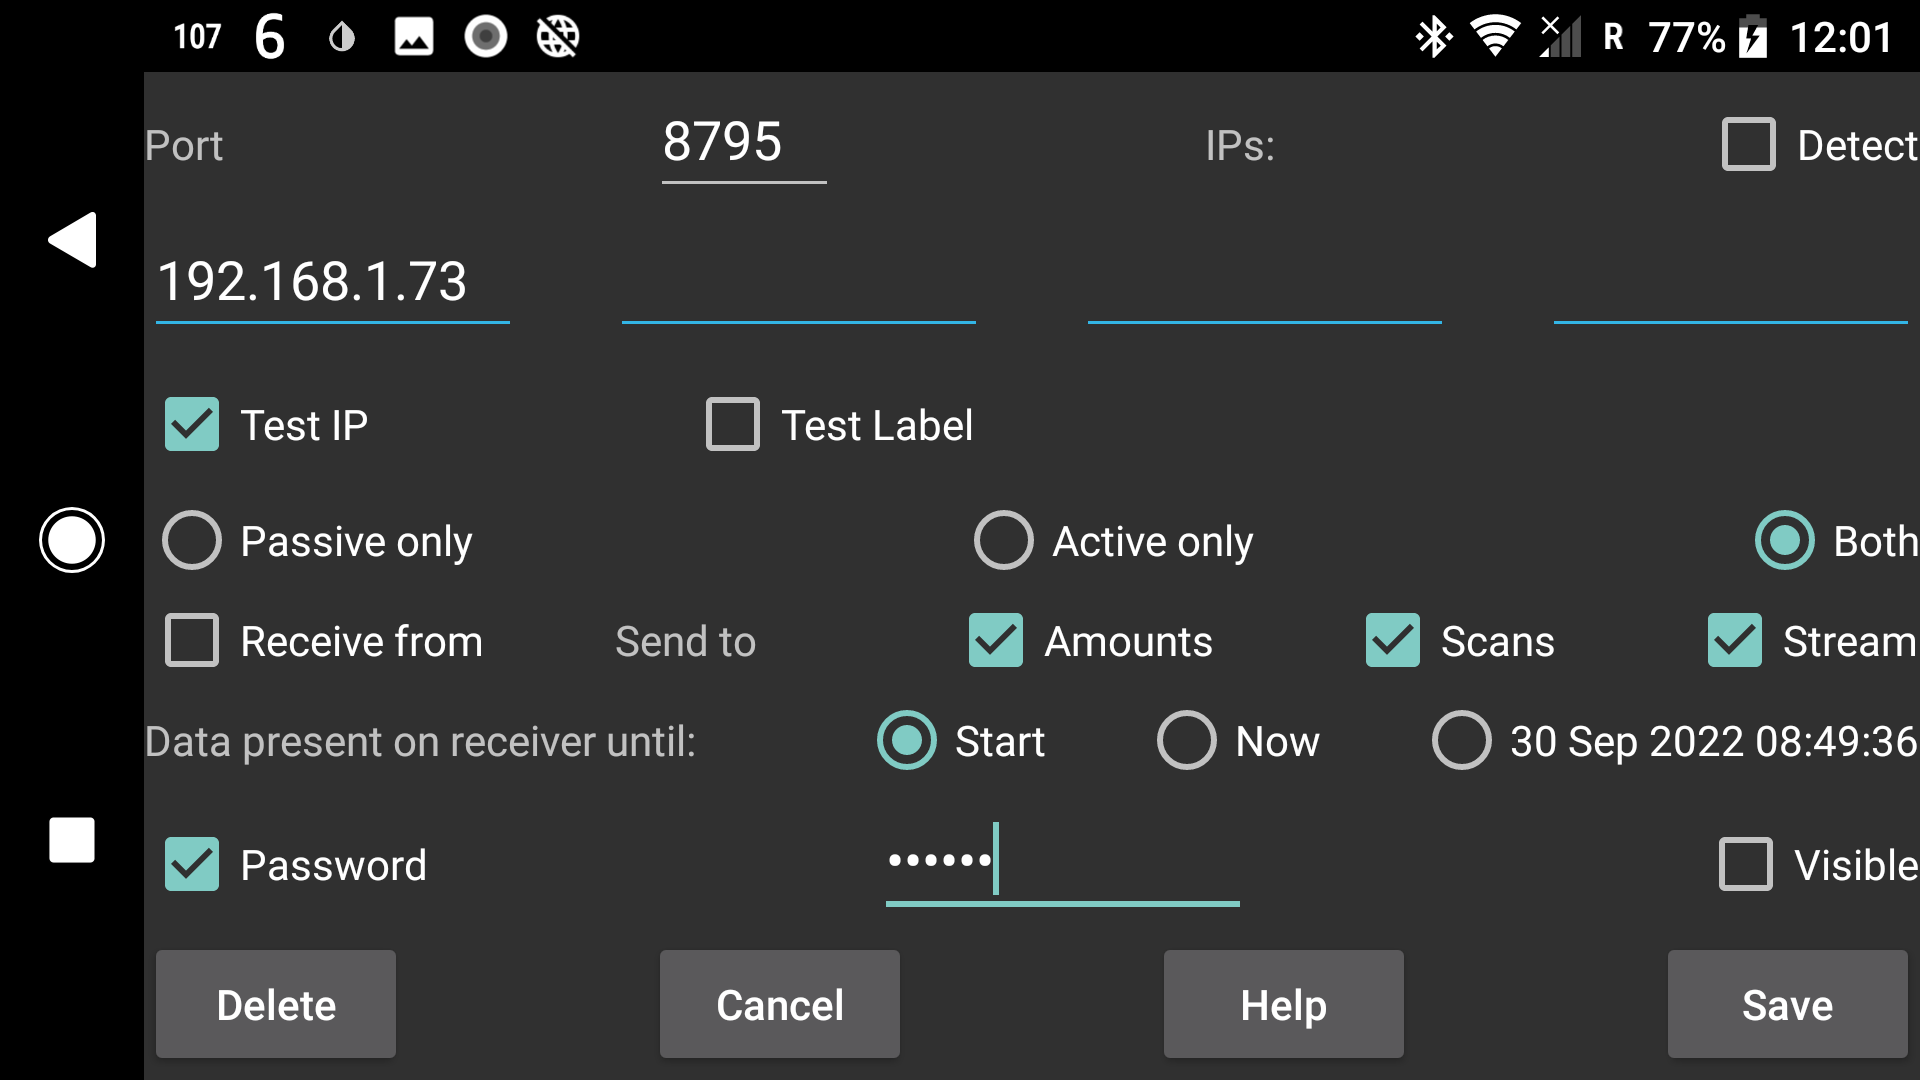 107 6 R 77% 12:01
Port 8795 IPs: Detect
192.168.1.73
Test IP Test Label
Passive only Active only Both
Receive from Send to Amounts Scans Stream
Data present on receiver until: Start Now 30 Sep 2022 08:49:36
Password •••••• Visible
Delete Cancel Help Save